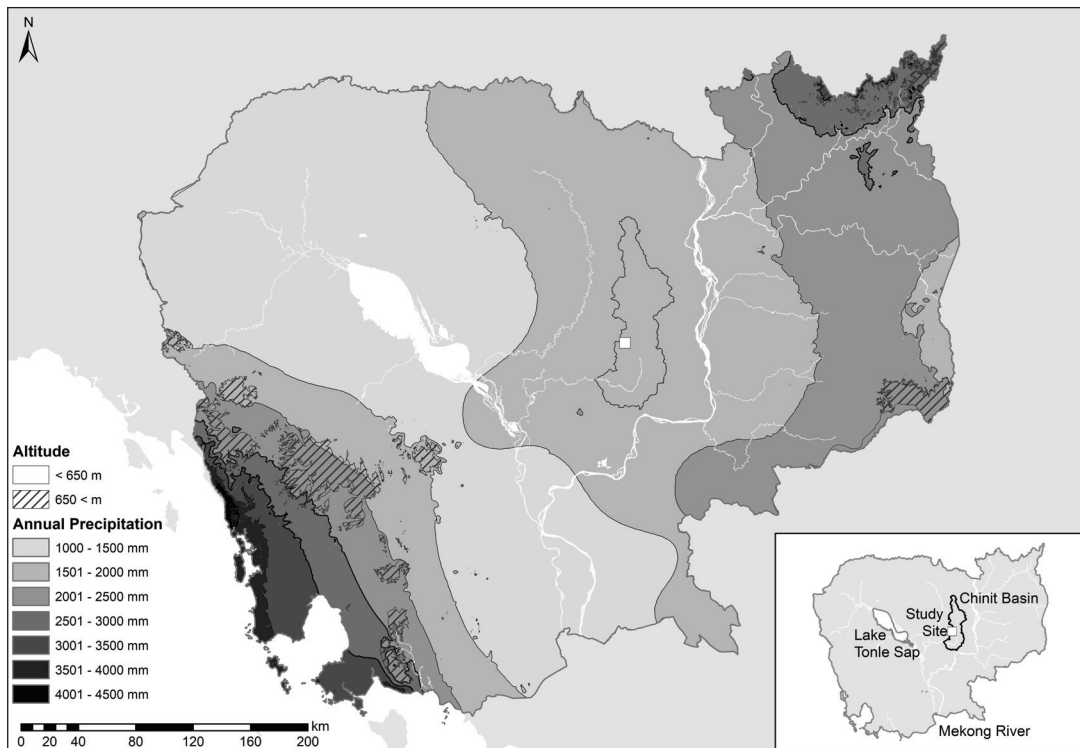 N
Altitude
< 650 m
650 < m
Annual Precipitation
1000 - 1500 mm
1501 - 2000 mm
2001 - 2500 mm
2501 - 3000 mm
3001 - 3500 mm
3501 - 4000 mm
4001 - 4500 mm
km
0 20 40 80 120 160 200
Chinit Basin
Study
Site
Lake
Tonle Sap
Mekong River